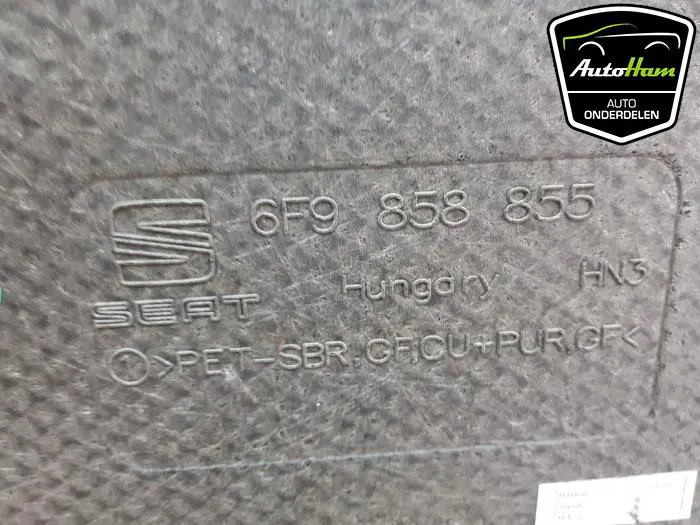 AutoHam
AUTO
ONDERDELEN
6F9 858 855
SEAT
Hungary HN3
>PET-SBR,GF,CU+PUR,GF<